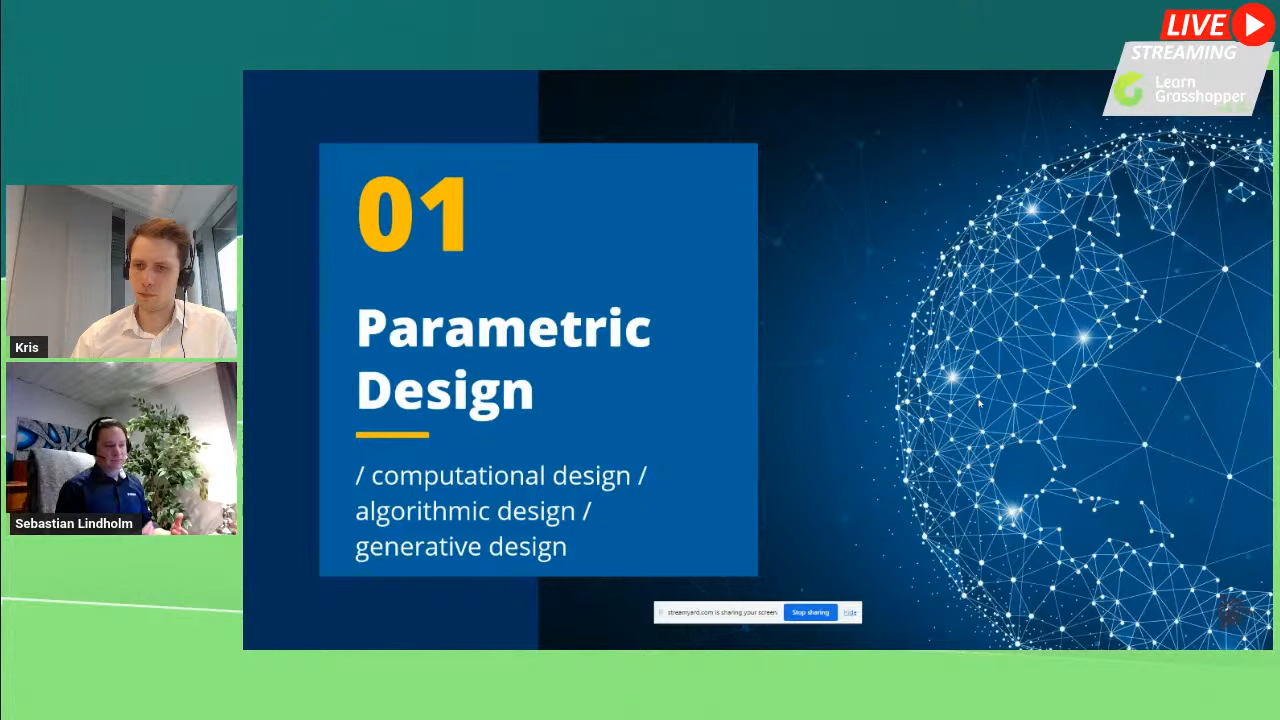 LIVE
STREAMING
Learn
Grasshopper
01
Parametric
Design
/ computational design /
algorithmic design /
generative design
Kris
Sebastian Lindholm
streamyard.com is sharing your screen.
Stop sharing
Hide